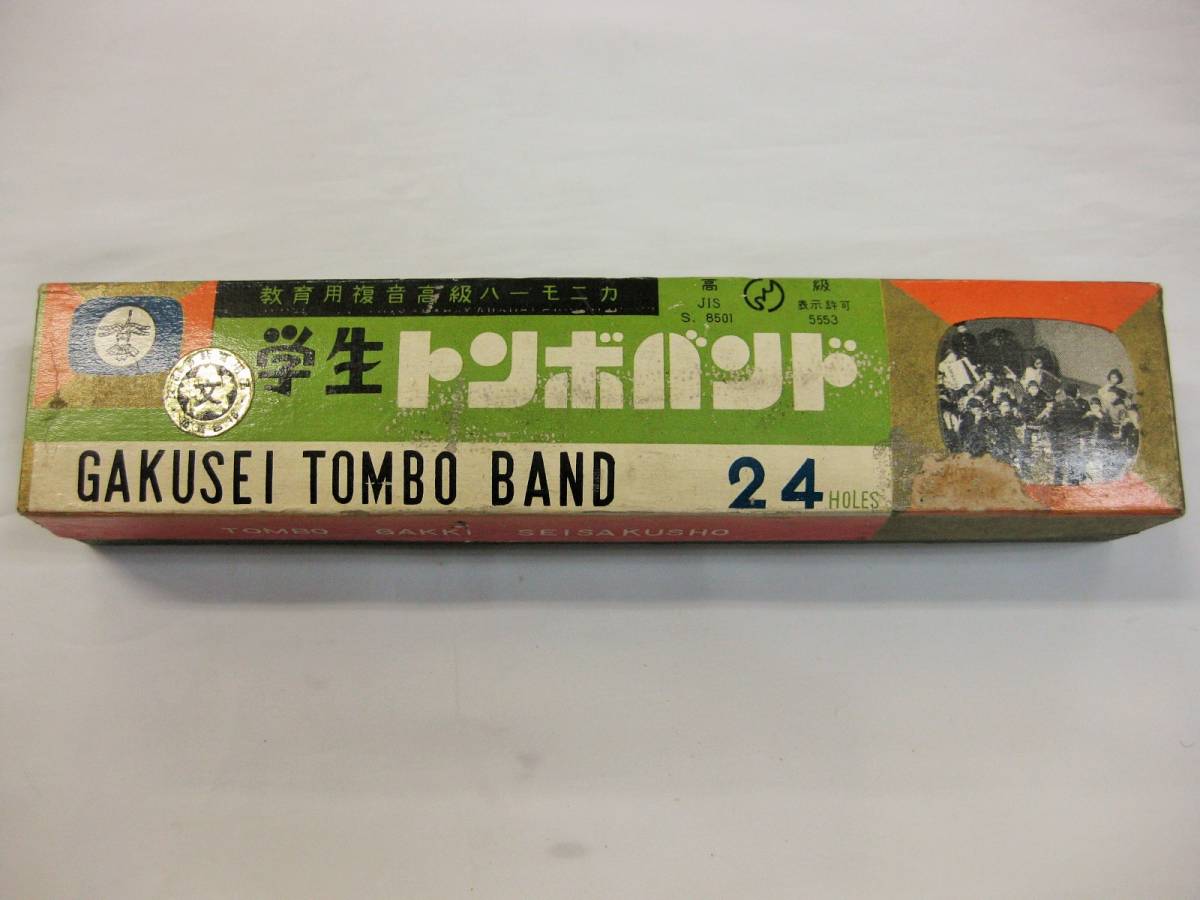 教育用複音高級ハーモニカ
高 級
JIS 表示許可
S. 8501 5553
学生トンボバンド
文
GAKUSEI TOMBO BAND 24 HOLES
TOMBO GAKKI SEISAKUSHO